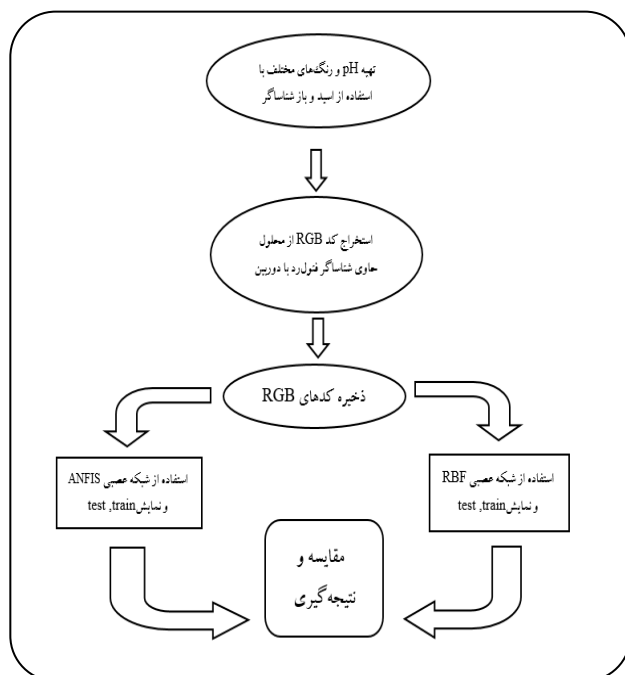 تهیه pH و رنگ‌های مختلف با
استفاده از اسید و باز شناساگر
استخراج کد RGB از محلول
حاوی شناساگر فنول‌رد با دوربین
ذخیره کدهای RGB
استفاده از شبکه عصبی RBF
و نمایش test ,train
استفاده از شبکه عصبی ANFIS
و نمایش test ,train
مقایسه و
نتیجه‌گیری